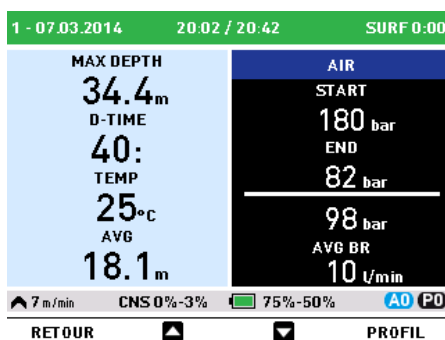 1 - 07.03.2014 20:02 / 20:42 SURF 0:00
MAX DEPTH
34.4m
D-TIME
40:
TEMP
25°C
AVG
18.1m
AIR
START
180 bar
END
82 bar
98 bar
AVG BR
10 ℓ/min
7 m/min CNS 0%-3% 75%-50% A0 P0
RETOUR PROFIL